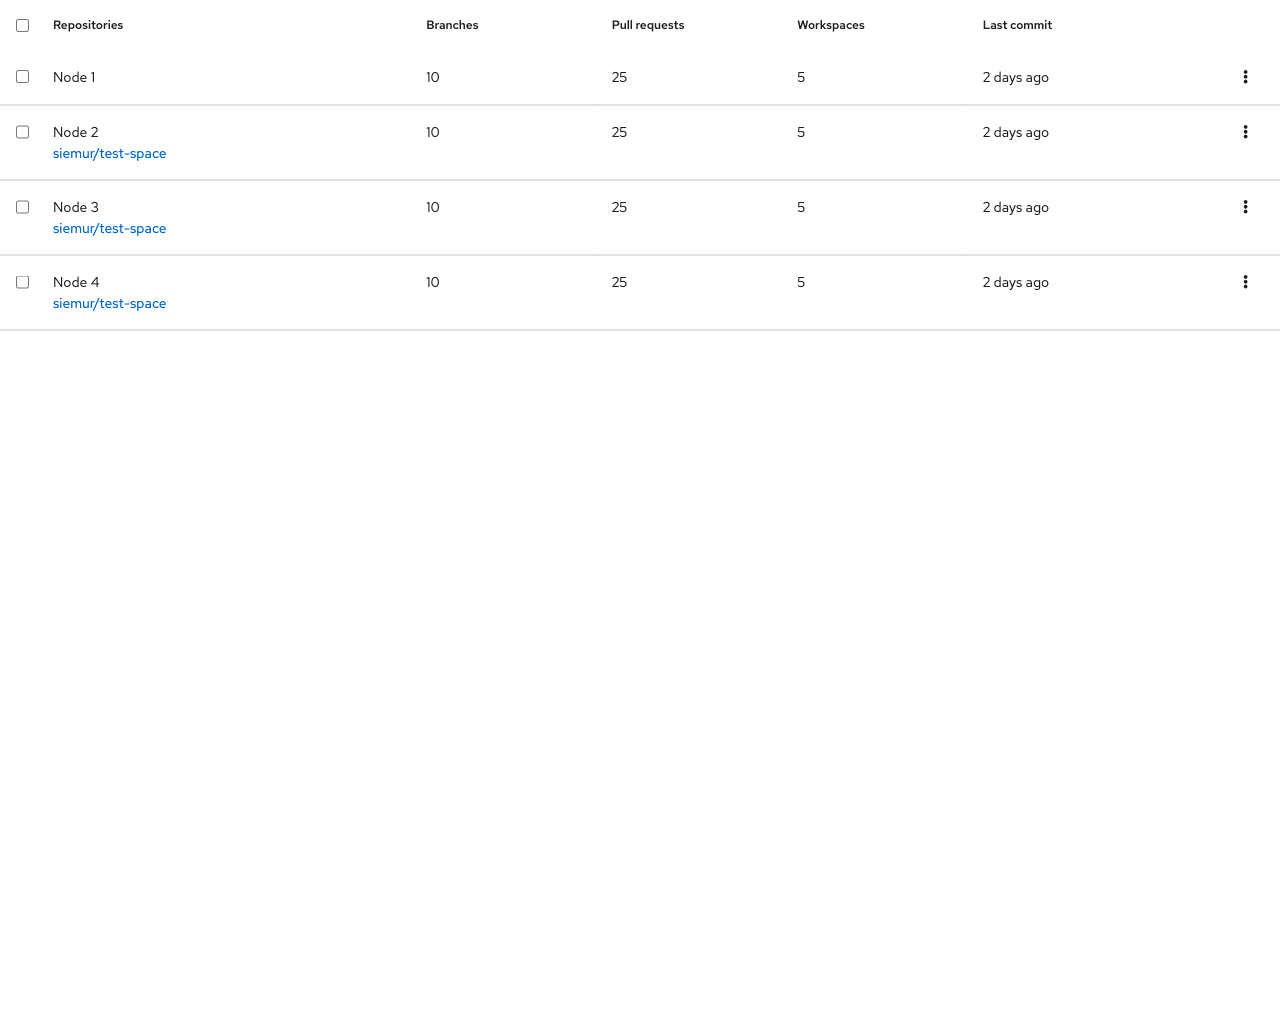 Repositories Branches Pull requests Workspaces Last commit
Node 1 10 25 5 2 days ago
Node 2 10 25 5 2 days ago
siemur/test-space
Node 3 10 25 5 2 days ago
siemur/test-space
Node 4 10 25 5 2 days ago
siemur/test-space